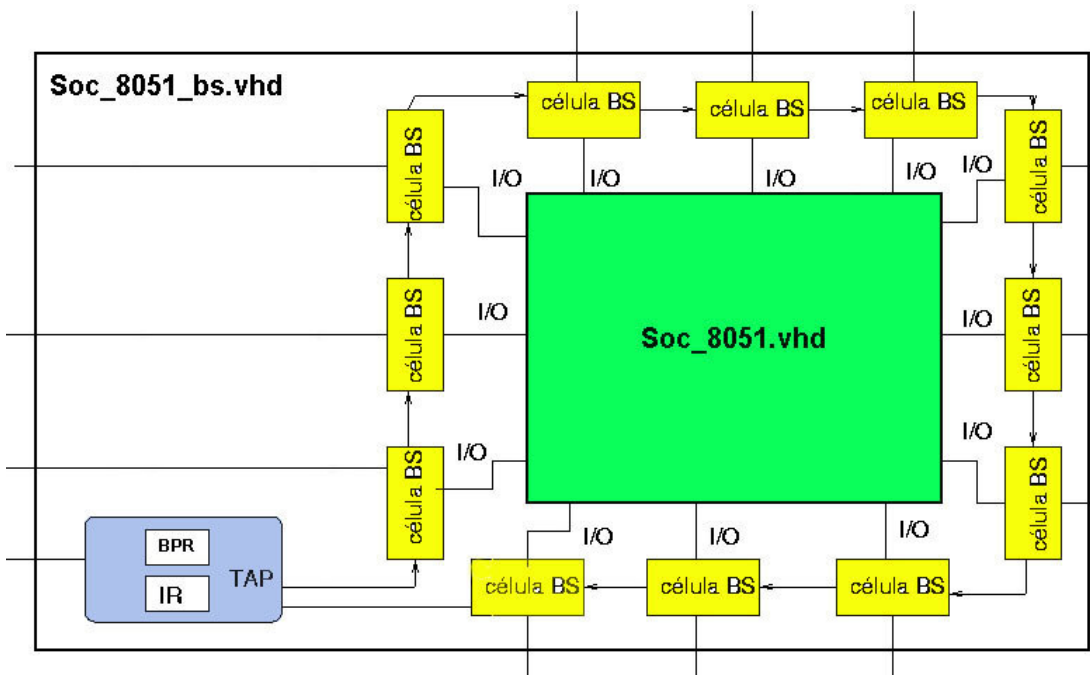 Soc_8051_bs.vhd
célula BS
célula BS
célula BS
célula BS
célula BS
I/O
I/O
I/O
I/O
I/O
célula BS
I/O
Soc_8051.vhd
I/O
célula BS
célula BS
I/O
I/O
célula BS
BPR
IR
TAP
I/O
I/O
I/O
célula BS
célula BS
célula BS